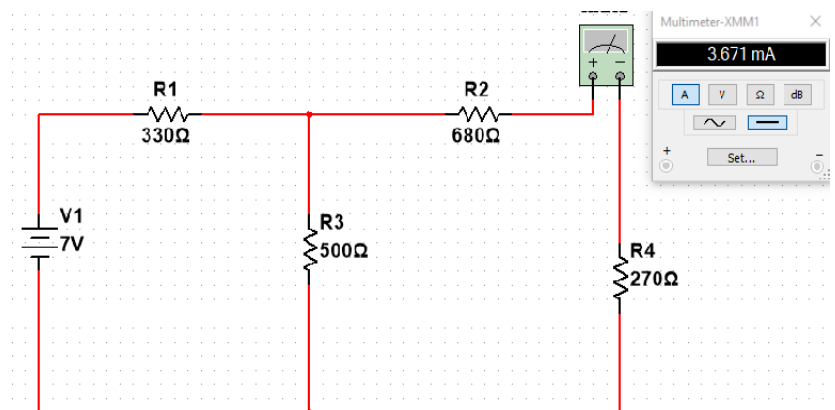 Multimeter-XMM1
3.671 mA
A V Ω dB
+ Set... −
+ −
R1
330Ω
R2
680Ω
V1
7V
R3
500Ω
R4
270Ω